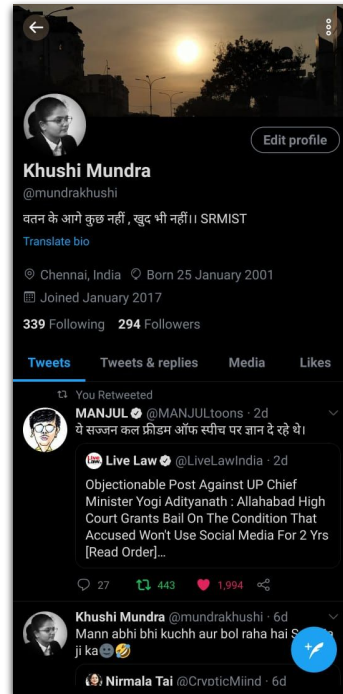 Edit profile
Khushi Mundra
@mundrakhushi
वतन के आगे कुछ नहीं , खुद भी नहीं।। SRMIST
Translate bio
Chennai, India Born 25 January 2001
Joined January 2017
339 Following 294 Followers
Tweets Tweets & replies Media Likes
You Retweeted
MANJUL @MANJULtoons · 2d
ये सज्जन कल फ्रीडम ऑफ स्पीच पर ज्ञान दे रहे थे।
Live Law @LiveLawIndia · 2d
Objectionable Post Against UP Chief
Minister Yogi Adityanath : Allahabad High
Court Grants Bail On The Condition That
Accused Won't Use Social Media For 2 Yrs
[Read Order]...
27 443 1,994
Khushi Mundra @mundrakhushi · 6d
Mann abhi bhi kuchh aur bol raha hai
ji ka🌚🤣
Nirmala Tai @CrypticMiind · 6d